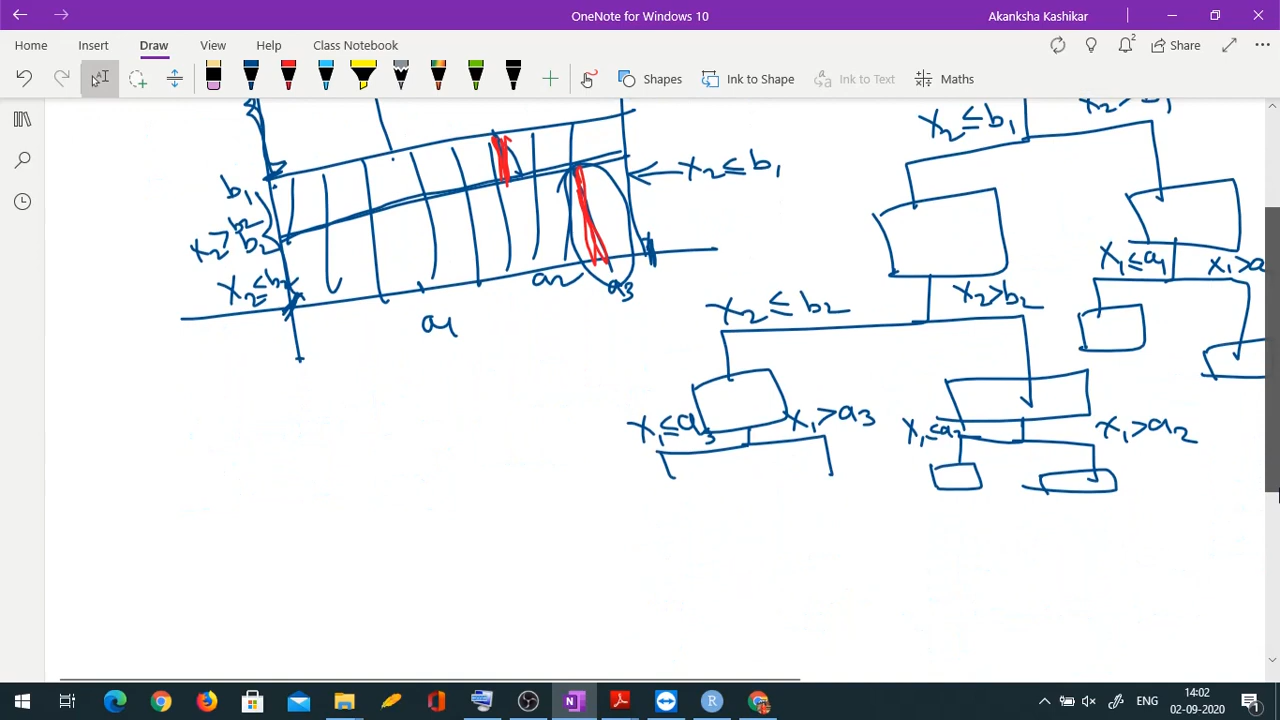 OneNote for Windows 10
Akanksha Kashikar
Home Insert Draw View Help Class Notebook
Share
Shapes Ink to Shape Ink to Text Maths
x2 ≤ b1
b1
x2 > b2
b2
x2 ≤ b2
a1
a2
a3
x2 ≤ b1
x1 ≤ a1 x1 > a
x2 ≤ b2 x2 > b2
x1 ≤ a3 x1 > a3 x1 ≤ a2 x1 > a2
ENG
14:02
02-09-2020